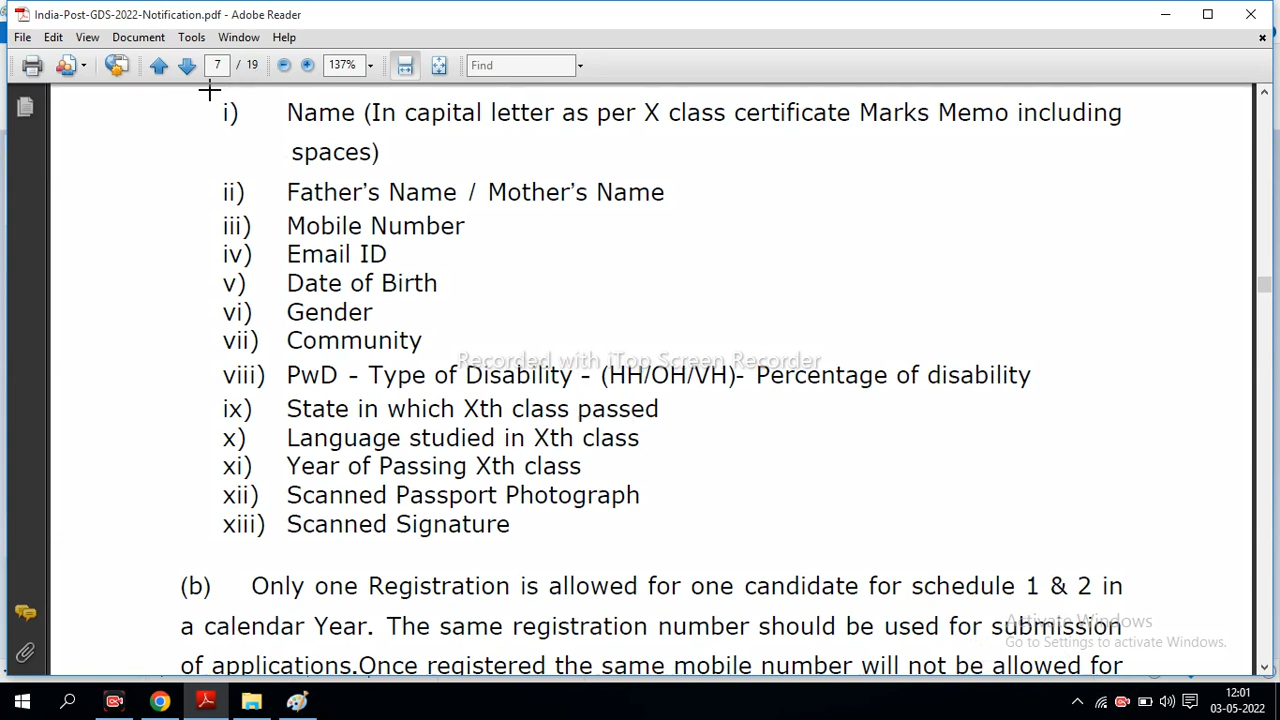 India-Post-GDS-2022-Notification.pdf - Adobe Reader
File Edit View Document Tools Window Help
7 / 19 137% Find
i) Name (In capital letter as per X class certificate Marks Memo including
spaces)
ii) Father’s Name / Mother’s Name
iii) Mobile Number
iv) Email ID
v) Date of Birth
vi) Gender
vii) Community
Recorded with iTop Screen Recorder
viii) PwD - Type of Disability - (HH/OH/VH)- Percentage of disability
ix) State in which Xth class passed
x) Language studied in Xth class
xi) Year of Passing Xth class
xii) Scanned Passport Photograph
xiii) Scanned Signature
(b) Only one Registration is allowed for one candidate for schedule 1 & 2 in
a calendar Year. The same registration number should be used for submission
of applications.Once registered the same mobile number will not be allowed for
Activate Windows
Go to Settings to activate Windows.
12:01
03-05-2022